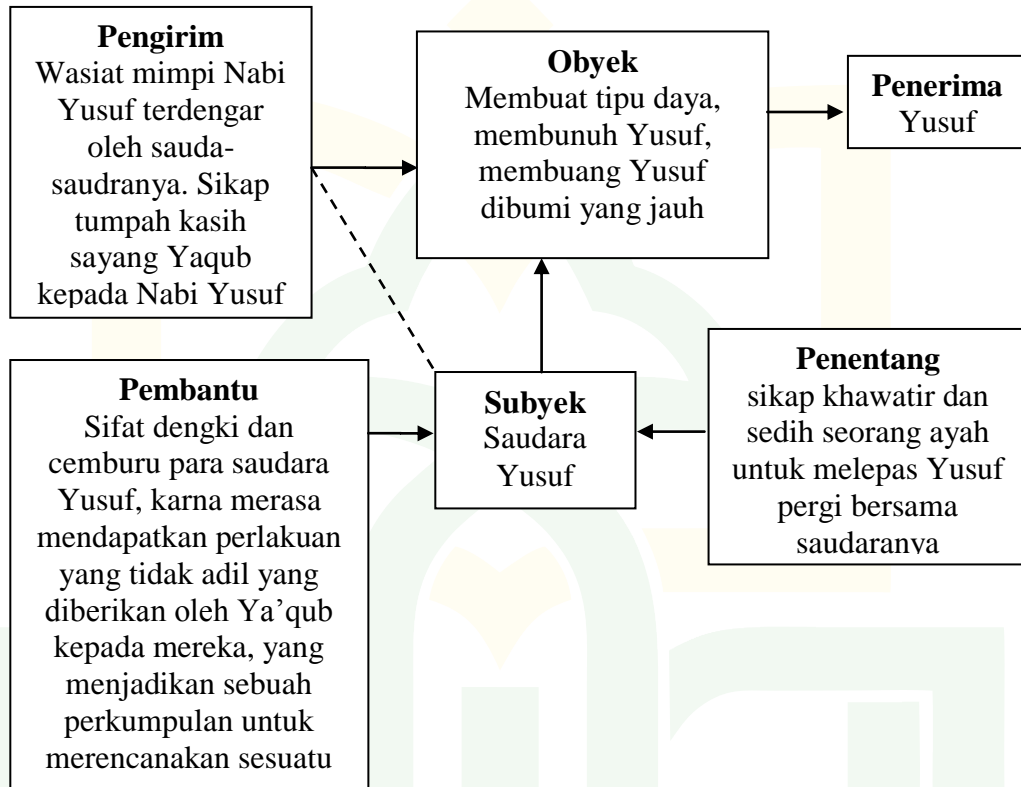 Pengirim
Wasiat mimpi Nabi
Yusuf terdengar
oleh sauda-
saudranya. Sikap
tumpah kasih
sayang Yaqub
kepada Nabi Yusuf
Obyek
Membuat tipu daya,
membunuh Yusuf,
membuang Yusuf
dibumi yang jauh
Penerima
Yusuf
Pembantu
Sifat dengki dan
cemburu para saudara
Yusuf, karna merasa
mendapatkan perlakuan
yang tidak adil yang
diberikan oleh Ya’qub
kepada mereka, yang
menjadikan sebuah
perkumpulan untuk
merencanakan sesuatu
Subyek
Saudara
Yusuf
Penentang
sikap khawatir dan
sedih seorang ayah
untuk melepas Yusuf
pergi bersama
saudaranya